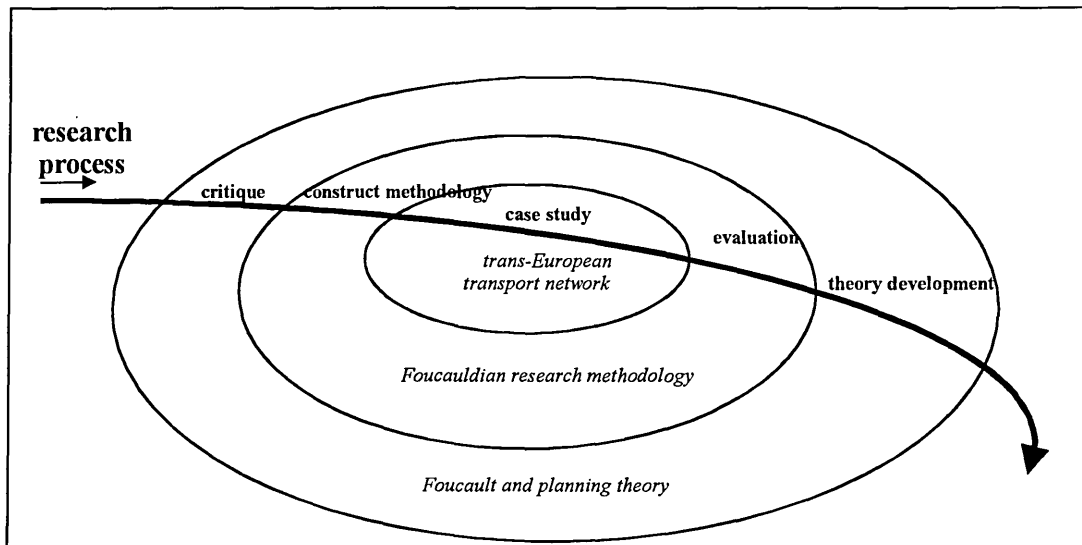 research
process
critique
construct methodology
case study
evaluation
trans-European
transport network
theory development
Foucauldian research methodology
Foucault and planning theory